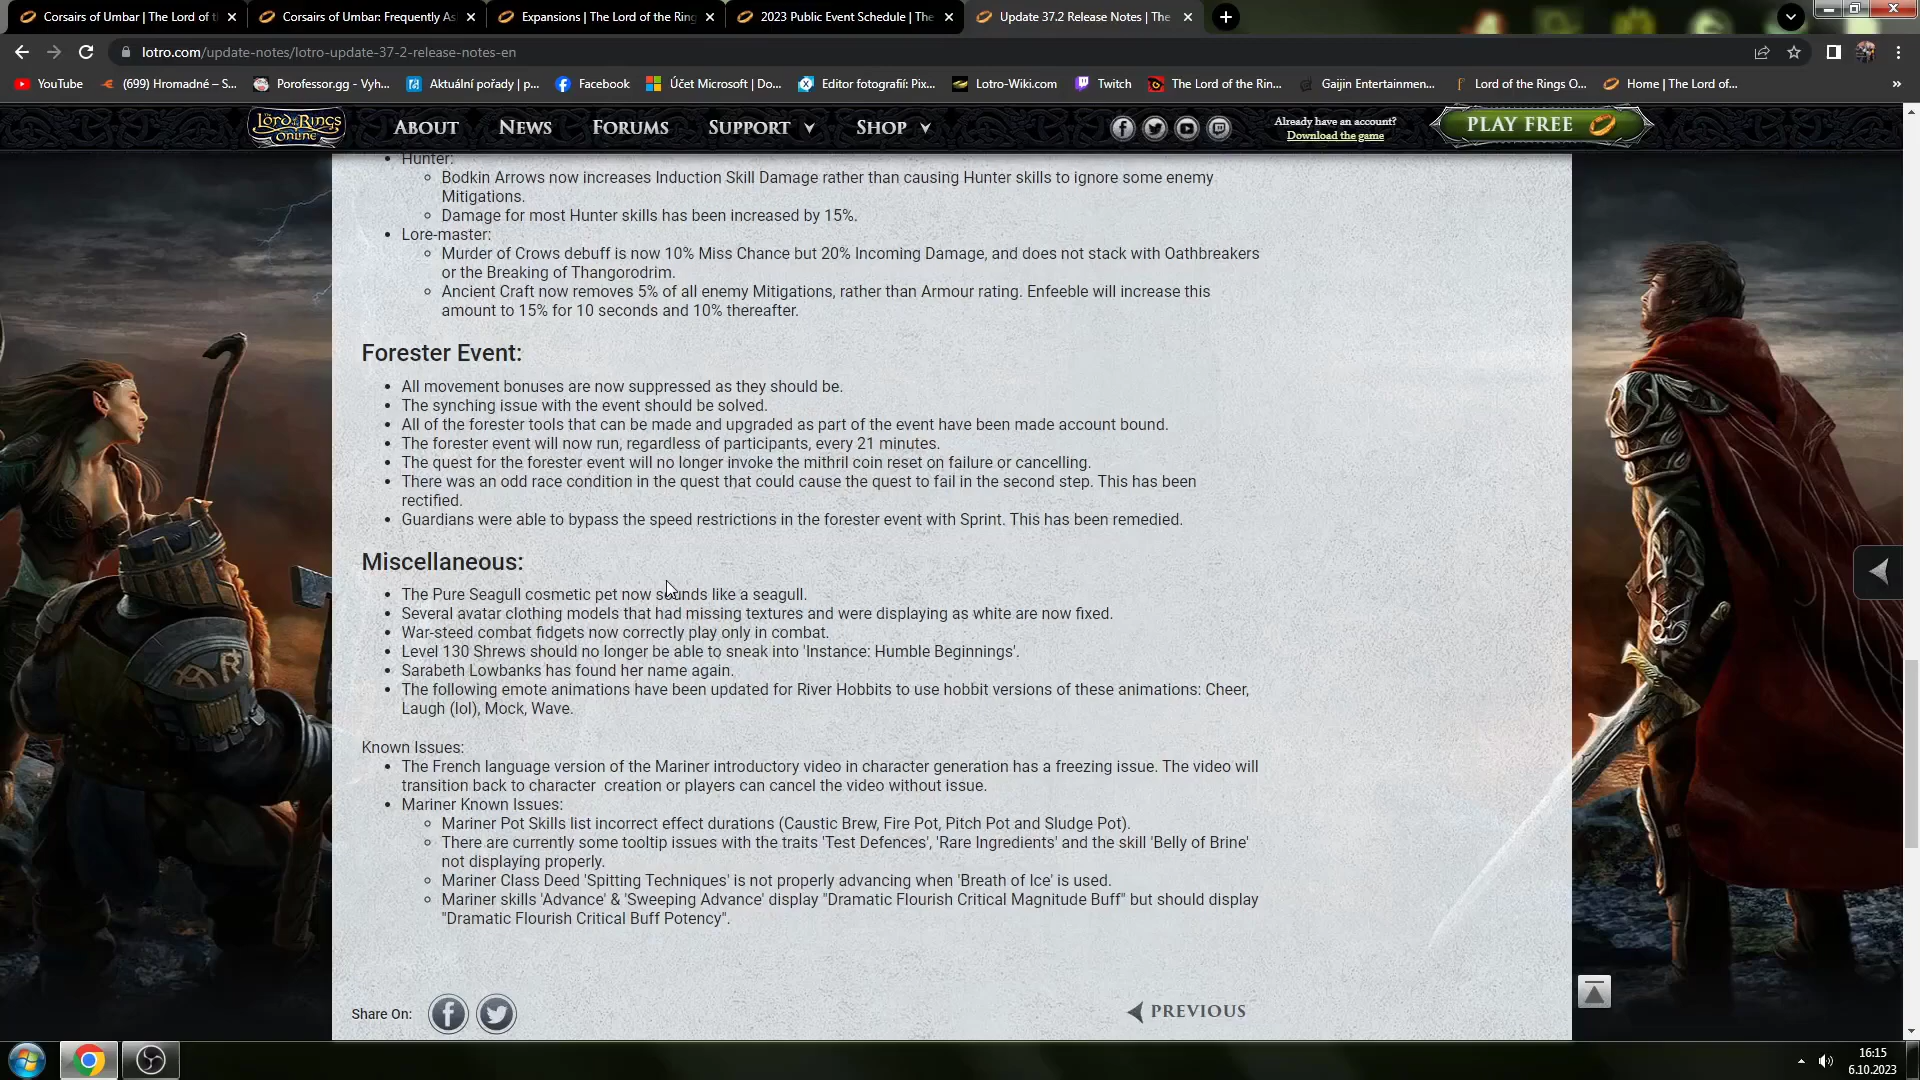 Corsairs of Umbar | The Lord of t
Corsairs of Umbar: Frequently As
Expansions | The Lord of the Ring
2023 Public Event Schedule | The
Update 37.2 Release Notes | The
lotro.com/update-notes/lotro-update-37-2-release-notes-en
YouTube
(699) Hromadné – S...
Porofessor.gg - Vyh...
Aktuální pořady | p...
Facebook
Účet Microsoft | Do...
Editor fotografií: Pix...
Lotro-Wiki.com
Twitch
The Lord of the Rin...
Gaijin Entertainmen...
Lord of the Rings O...
Home | The Lord of...
»
The Lord of the Rings Online
ABOUT
NEWS
FORUMS
SUPPORT
SHOP
Already have an account?
Download the game
PLAY FREE
• Hunter:
Bodkin Arrows now increases Induction Skill Damage rather than causing Hunter skills to ignore some enemy
Mitigations.
Damage for most Hunter skills has been increased by 15%.
• Lore-master:
Murder of Crows debuff is now 10% Miss Chance but 20% Incoming Damage, and does not stack with Oathbreakers
or the Breaking of Thangorodrim.
Ancient Craft now removes 5% of all enemy Mitigations, rather than Armour rating. Enfeeble will increase this
amount to 15% for 10 seconds and 10% thereafter.
Forester Event:
• All movement bonuses are now suppressed as they should be.
• The synching issue with the event should be solved.
• All of the forester tools that can be made and upgraded as part of the event have been made account bound.
• The forester event will now run, regardless of participants, every 21 minutes.
• The quest for the forester event will no longer invoke the mithril coin reset on failure or cancelling.
• There was an odd race condition in the quest that could cause the quest to fail in the second step. This has been
rectified.
• Guardians were able to bypass the speed restrictions in the forester event with Sprint. This has been remedied.
Miscellaneous:
• The Pure Seagull cosmetic pet now sounds like a seagull.
• Several avatar clothing models that had missing textures and were displaying as white are now fixed.
• War-steed combat fidgets now correctly play only in combat.
• Level 130 Shrews should no longer be able to sneak into 'Instance: Humble Beginnings'.
• Sarabeth Lowbanks has found her name again.
• The following emote animations have been updated for River Hobbits to use hobbit versions of these animations: Cheer,
Laugh (lol), Mock, Wave.
Known Issues:
• The French language version of the Mariner introductory video in character generation has a freezing issue. The video will
transition back to character  creation or players can cancel the video without issue.
• Mariner Known Issues:
Mariner Pot Skills list incorrect effect durations (Caustic Brew, Fire Pot, Pitch Pot and Sludge Pot).
There are currently some tooltip issues with the traits 'Test Defences', 'Rare Ingredients' and the skill 'Belly of Brine'
not displaying properly.
Mariner Class Deed 'Spitting Techniques' is not properly advancing when 'Breath of Ice' is used.
Mariner skills 'Advance' & 'Sweeping Advance' display "Dramatic Flourish Critical Magnitude Buff" but should display
"Dramatic Flourish Critical Buff Potency".
Share On:
PREVIOUS
16:15
6.10.2023